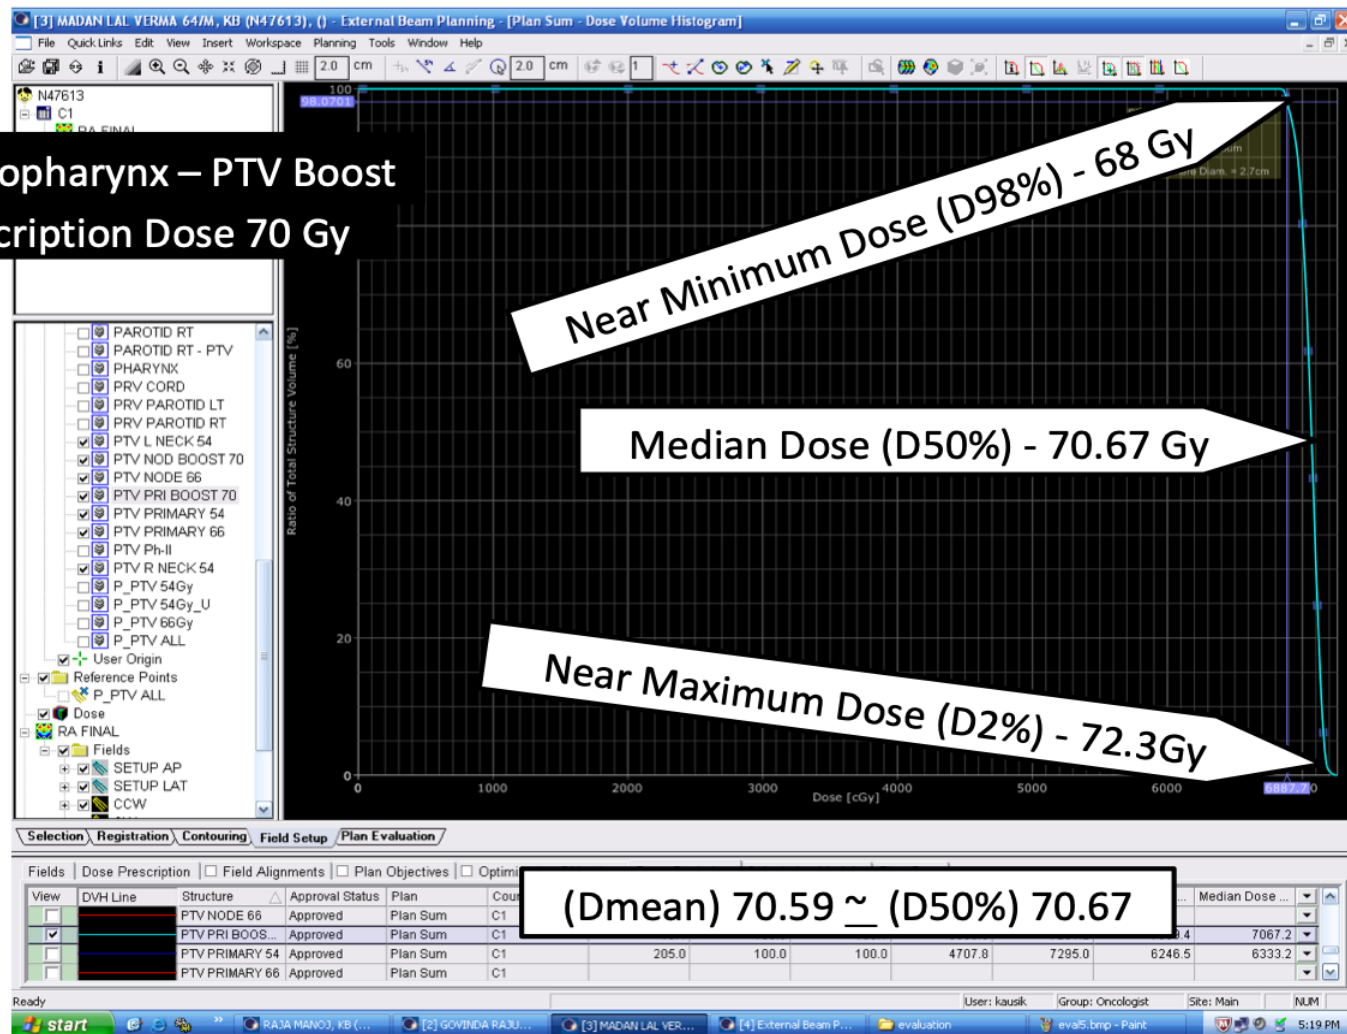 [3] MADAN LAL VERMA 64/M, KB (N47613), () - External Beam Planning - [Plan Sum - Dose Volume Histogram]
File Quick Links Edit View Insert Workspace Planning Tools Window Help
2.0 cm 2.0 cm 1
N47613
C1
RA FINAL
opharynx – PTV Boost
cription Dose 70 Gy
PAROTID RT
PAROTID RT - PTV
PHARYNX
PRV CORD
PRV PAROTID LT
PRV PAROTID RT
PTV L NECK 54
PTV NOD BOOST 70
PTV NODE 66
PTV PRI BOOST 70
PTV PRIMARY 54
PTV PRIMARY 66
PTV Ph-II
PTV R NECK 54
P_PTV 54Gy
P_PTV 54Gy_U
P_PTV 66Gy
P_PTV ALL
User Origin
Reference Points
P_PTV ALL
Dose
RA FINAL
Fields
SETUP AP
SETUP LAT
CCW
100
98.0701
Diam. = 2.7cm
Near Minimum Dose (D98%) - 68 Gy
60
Ratio of Total Structure Volume [%]
Median Dose (D50%) - 70.67 Gy
40
20
Near Maximum Dose (D2%) - 72.3Gy
0
0 1000 2000 3000 4000 5000 6000 6887.7 0
Dose [cGy]
Selection Registration Contouring Field Setup Plan Evaluation
Fields Dose Prescription Field Alignments Plan Objectives Optimi
View DVH Line Structure Approval Status Plan Cour Median Dose ...
(Dmean) 70.59 ~ (D50%) 70.67
PTV NODE 66 Approved Plan Sum C1
PTV PRI BOOS... Approved Plan Sum C1 7067.2
PTV PRIMARY 54 Approved Plan Sum C1 205.0 100.0 100.0 4707.8 7295.0 6246.5 6333.2
PTV PRIMARY 66 Approved Plan Sum C1
Ready User: kausik Group: Oncologist Site: Main NUM
start RAJA MANOJ, KB (... [2] GOVINDA RAJU... [3] MADAN LAL VER... [4] External Beam P... evaluation eval5.bmp - Paint 5:19 PM